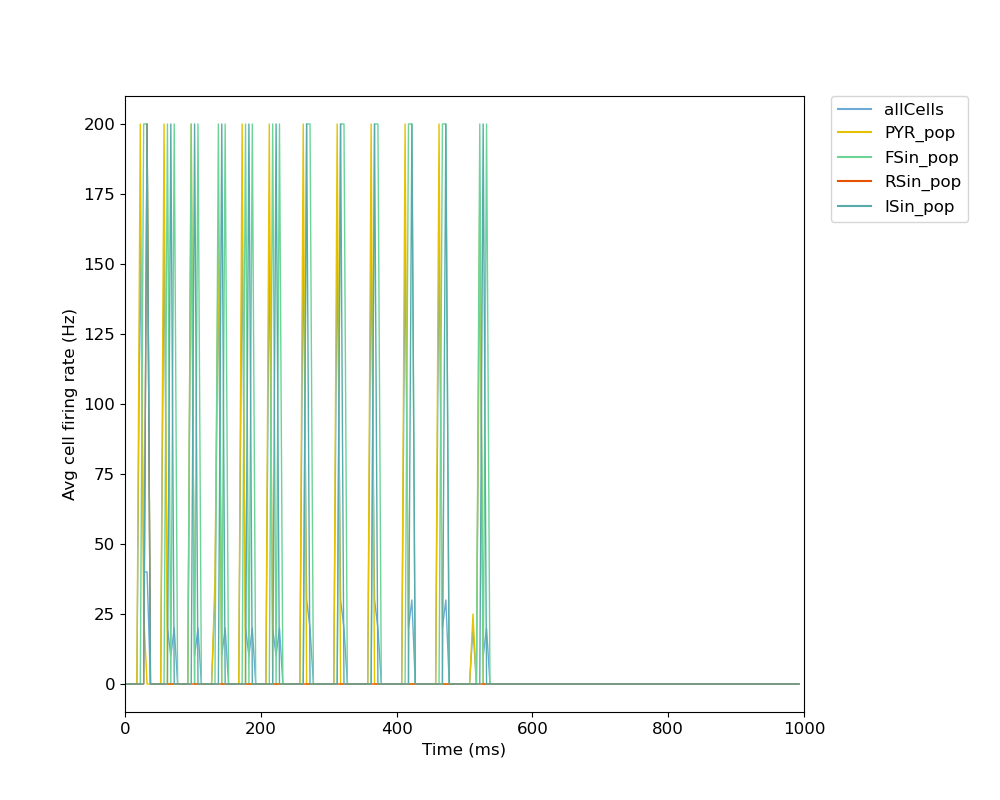 200
175
150
125
100
75
50
25
0
Avg cell firing rate (Hz)
0 200 400 600 800 1000
Time (ms)
allCells
PYR_pop
FSin_pop
RSin_pop
ISin_pop